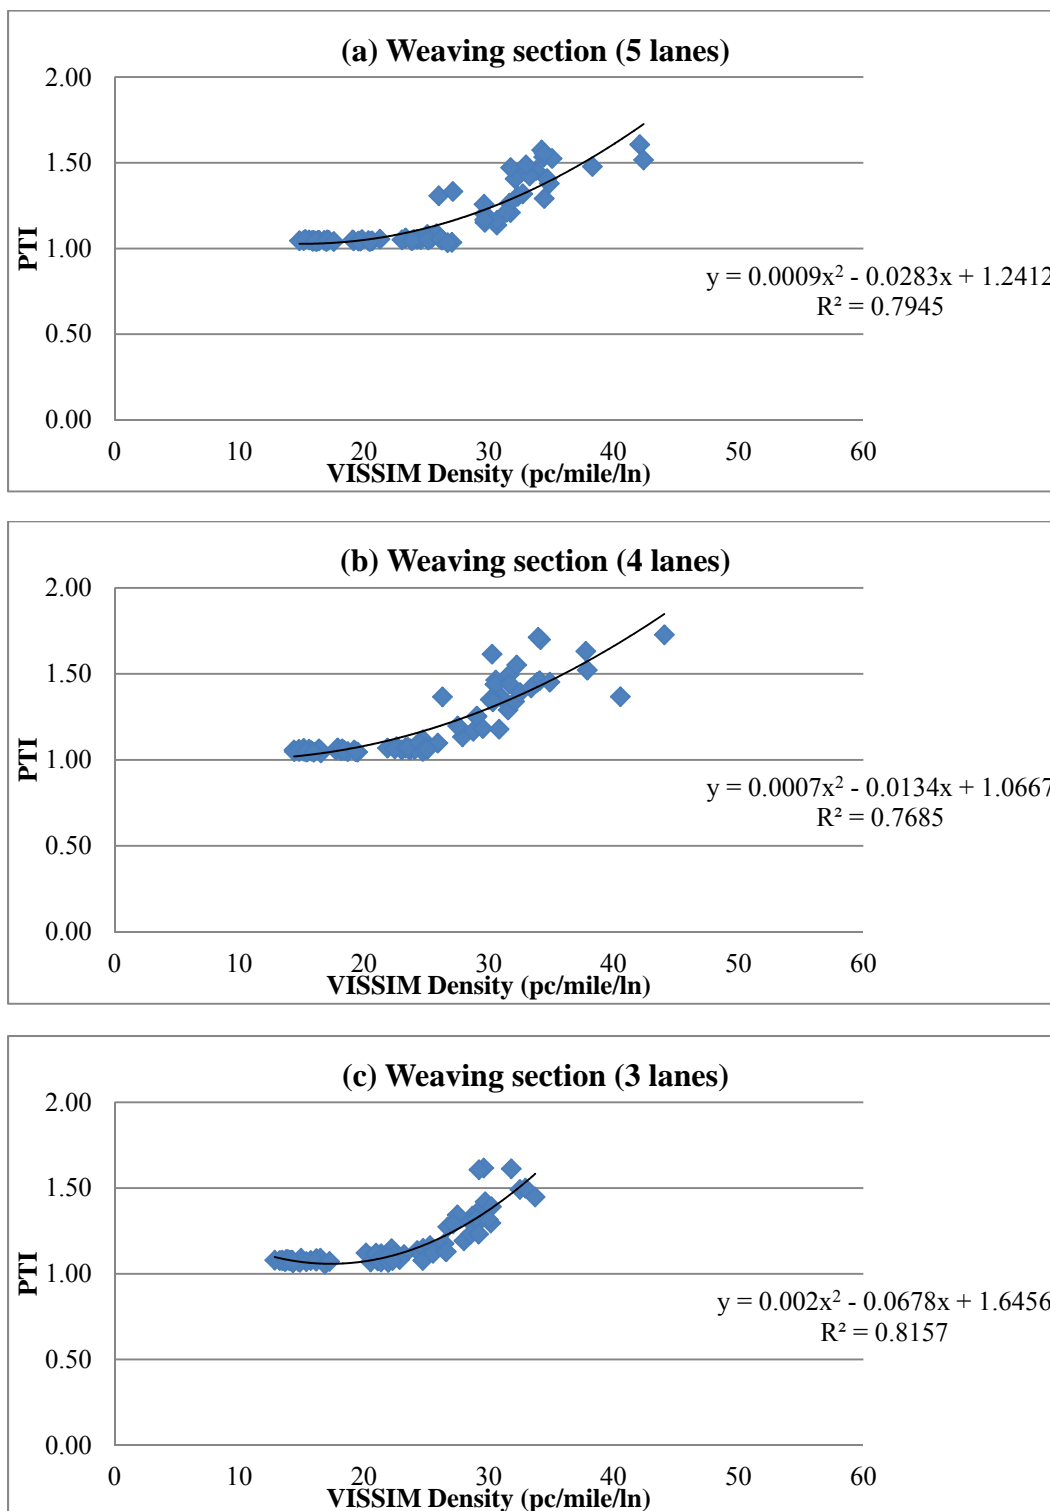 (a) Weaving section (5 lanes)
2.00
1.50
1.00
0.50
0.00
PTI
y = 0.0009x² - 0.0283x + 1.2412
R² = 0.7945
0 10 20 30 40 50 60
VISSIM Density (pc/mile/ln)
(b) Weaving section (4 lanes)
2.00
1.50
1.00
0.50
0.00
PTI
y = 0.0007x² - 0.0134x + 1.0667
R² = 0.7685
0 10 20 30 40 50 60
VISSIM Density (pc/mile/ln)
(c) Weaving section (3 lanes)
2.00
1.50
1.00
0.50
0.00
PTI
y = 0.002x² - 0.0678x + 1.6456
R² = 0.8157
0 10 20 30 40 50 60
VISSIM Density (pc/mile/ln)